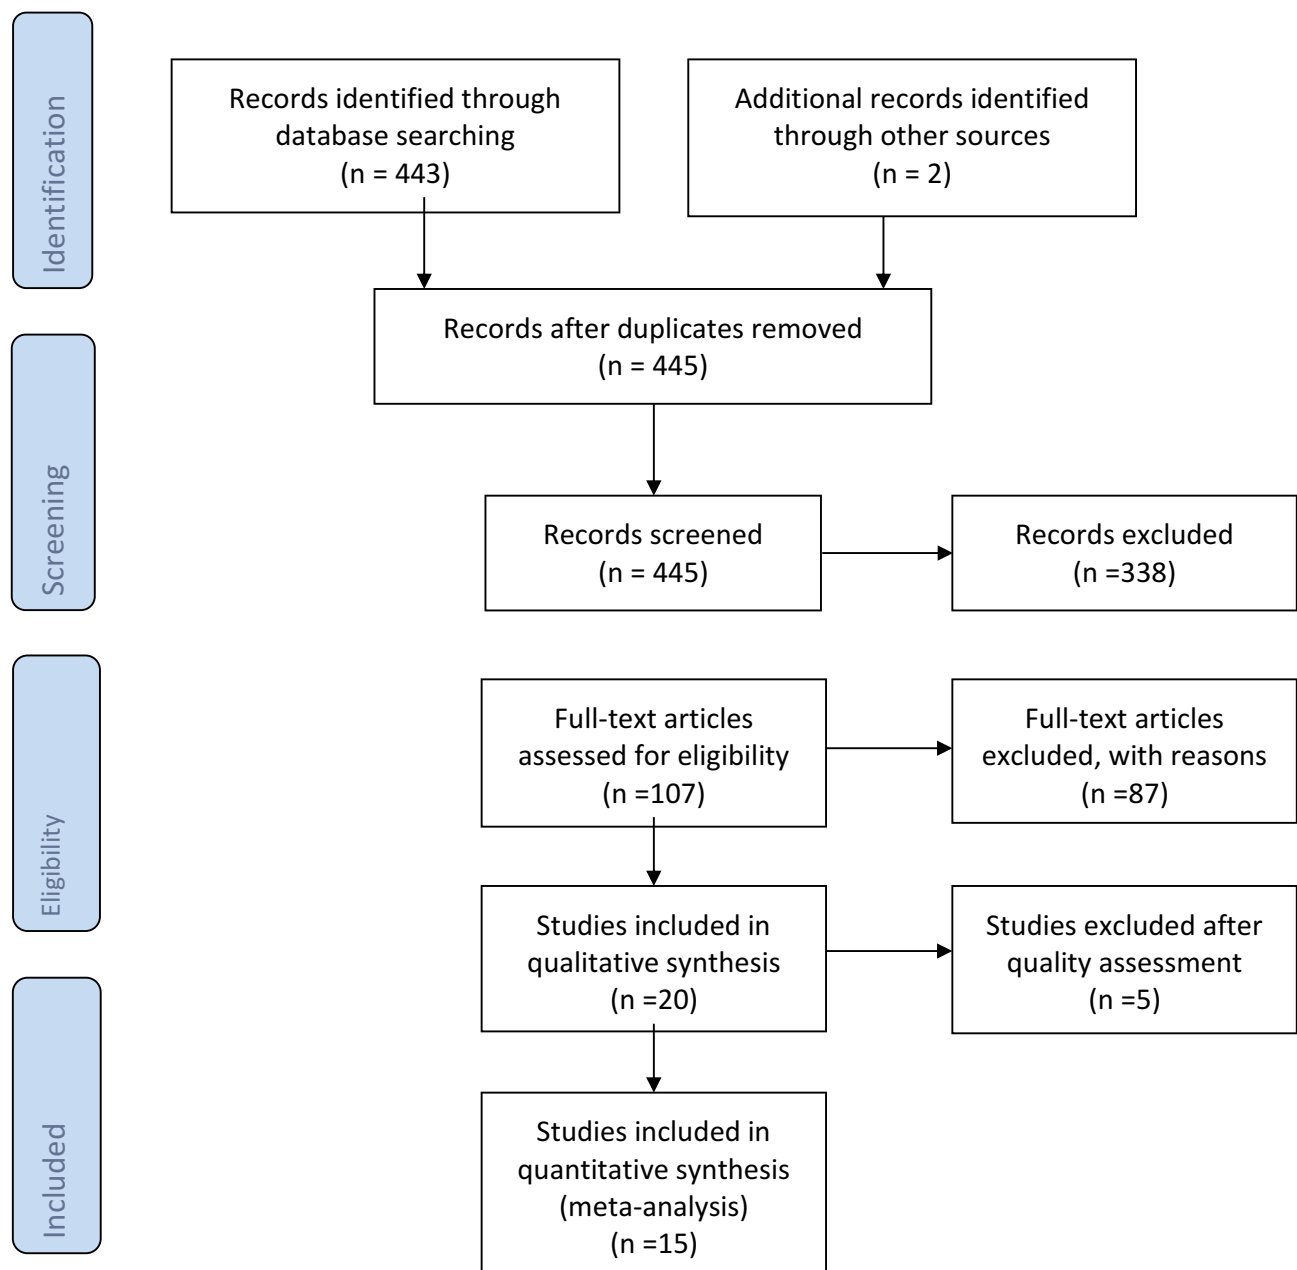 Identification
Records identified through
database searching
(n = 443)
Additional records identified
through other sources
(n = 2)
Records after duplicates removed
(n = 445)
Screening
Records screened
(n = 445)
Records excluded
(n =338)
Eligibility
Full-text articles
assessed for eligibility
(n =107)
Full-text articles
excluded, with reasons
(n =87)
Studies included in
qualitative synthesis
(n =20)
Studies excluded after
quality assessment
(n =5)
Included
Studies included in
quantitative synthesis
(meta-analysis)
(n =15)